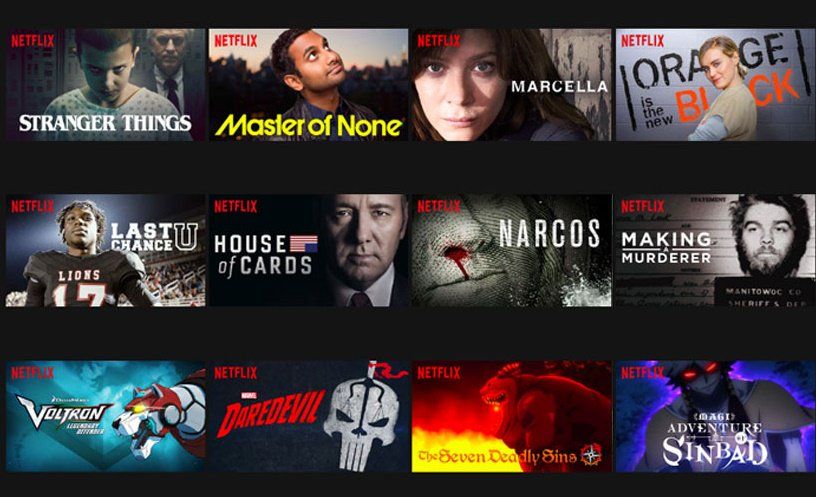 NETFLIX
STRANGER THINGS
NETFLIX
Master of None
NETFLIX
MARCELLA
NETFLIX
ORANGE
is the new
BLACK
NETFLIX
LAST
CHANCE U
LIONS
17
NETFLIX
HOUSE
of CARDS
NETFLIX
NARCOS
NETFLIX
STATEMENT
MAKING
A
MURDERER
MANITOWOC CO
SHERIFF'S DEP
NETFLIX
DREAMWORKS
VOLTRON
LEGENDARY
DEFENDER
NETFLIX
MARVEL
DAREDEVIL
NETFLIX
The Seven Deadly Sins
NETFLIX
MAGI
ADVENTURE
OF
SINBAD